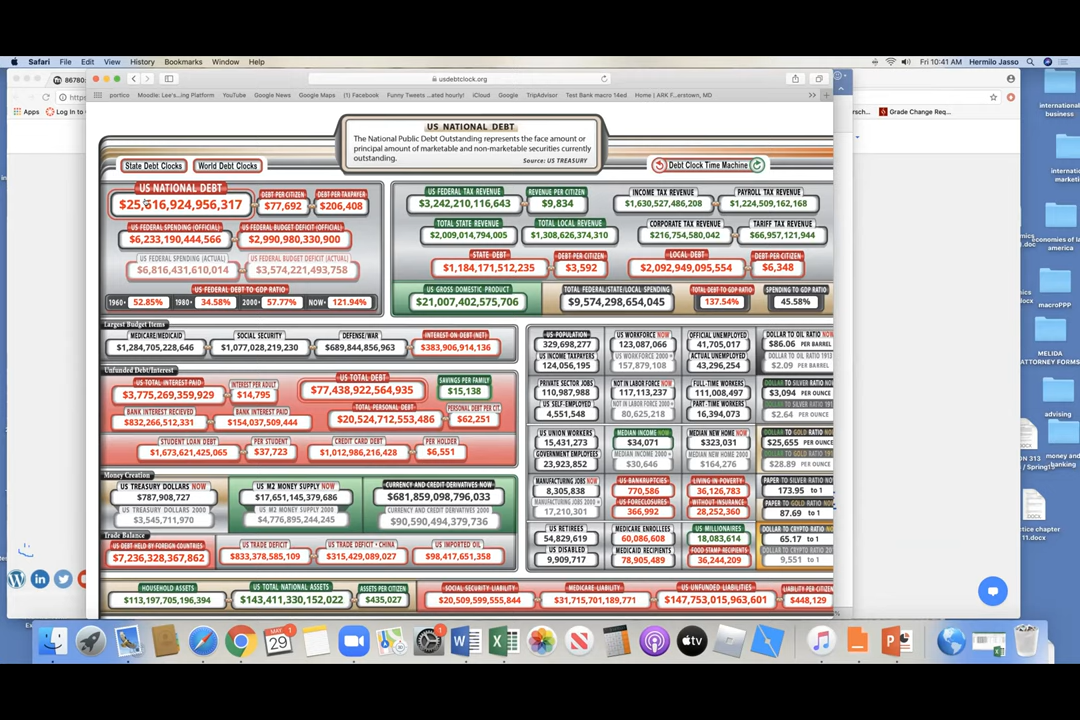 Safari File Edit View History Bookmarks Window Help
Fri 10:41 AM Hermilo Jasso
86780
usdebtclock.org
portico Moodle: Lee's...ng Platform YouTube Google News Google Maps (1) Facebook Funny Tweets ...ated hourly! iCloud Google TripAdvisor Test Bank macro 14ed Home | ARK F...erstown, MD
Apps Log In to
Grade Change Req...
US NATIONAL DEBT
The National Public Debt Outstanding represents the face amount or
principal amount of marketable and non-marketable securities currently
outstanding.
Source: US TREASURY
State Debt Clocks World Debt Clocks
Debt Clock Time Machine
US NATIONAL DEBT
$25,616,924,956,317
DEBT PER CITIZEN
$77,692
DEBT PER TAXPAYER
$206,408
US FEDERAL SPENDING (OFFICIAL)
$6,233,190,444,566
US FEDERAL BUDGET DEFICIT (OFFICIAL)
$2,990,980,330,900
US FEDERAL SPENDING (ACTUAL)
$6,816,431,610,014
US FEDERAL BUDGET DEFICIT (ACTUAL)
$3,574,221,493,758
US FEDERAL DEBT TO GDP RATIO
1960 52.85% 1980 34.58% 2000 57.77% NOW 121.94%
US FEDERAL TAX REVENUE
$3,242,210,116,643
REVENUE PER CITIZEN
$9,834
INCOME TAX REVENUE
$1,630,527,486,208
PAYROLL TAX REVENUE
$1,224,509,162,168
TOTAL STATE REVENUE
$2,009,014,794,005
TOTAL LOCAL REVENUE
$1,308,626,374,310
CORPORATE TAX REVENUE
$216,754,580,042
TARIFF TAX REVENUE
$66,957,121,944
STATE DEBT
$1,184,171,512,235
DEBT PER CITIZEN
$3,592
LOCAL DEBT
$2,092,949,095,554
DEBT PER CITIZEN
$6,348
US GROSS DOMESTIC PRODUCT
$21,007,402,575,706
TOTAL FEDERAL/STATE/LOCAL SPENDING
$9,574,298,654,045
TOTAL DEBT TO GDP RATIO
137.54%
SPENDING TO GDP RATIO
45.58%
Largest Budget Items
MEDICARE/MEDICAID
$1,284,705,228,646
SOCIAL SECURITY
$1,077,028,219,230
DEFENSE/WAR
$689,844,856,963
INTEREST ON DEBT (NET)
$383,906,914,136
Unfunded Debt/Interest
US TOTAL INTEREST PAID
$3,775,269,359,929
INTEREST PER ADULT
$14,795
US TOTAL DEBT
$77,438,922,564,935
SAVINGS PER FAMILY
$15,138
BANK INTEREST RECIEVED
$832,266,512,331
BANK INTEREST PAID
$154,037,509,444
TOTAL PERSONAL DEBT
$20,524,712,553,486
PERSONAL DEBT PER CIT.
$62,251
STUDENT LOAN DEBT
$1,673,621,425,065
PER STUDENT
$37,723
CREDIT CARD DEBT
$1,012,986,216,428
PER HOLDER
$6,551
Money Creation
US TREASURY DOLLARS NOW
$787,908,727
US TREASURY DOLLARS 2000
$3,545,711,970
US M2 MONEY SUPPLY NOW
$17,651,145,379,686
US M2 MONEY SUPPLY 2000
$4,776,895,244,245
CURRENCY AND CREDIT DERIVATIVES NOW
$681,859,098,796,033
CURRENCY AND CREDIT DERIVATIVES 2000
$90,590,494,379,736
Trade Balance
US DEBT HELD BY FOREIGN COUNTRIES
$7,236,328,367,862
US TRADE DEFICIT
$833,378,585,109
US TRADE DEFICIT - CHINA
$315,429,089,027
US IMPORTED OIL
$98,417,651,358
US POPULATION
329,698,277
US INCOME TAXPAYERS
124,056,195
US WORKFORCE NOW
123,087,066
US WORKFORCE 2000
157,879,108
OFFICIAL UNEMPLOYED
41,705,017
ACTUAL UNEMPLOYED
43,296,254
DOLLAR TO OIL RATIO NOW
$86.06 PER BARREL
DOLLAR TO OIL RATIO 1913
$2.09 PER BARREL
PRIVATE SECTOR JOBS
110,987,988
US SELF-EMPLOYED
4,551,548
NOT IN LABOR FORCE NOW
117,113,237
NOT IN LABOR FORCE 2000
80,625,218
FULL-TIME WORKERS
111,008,497
PART-TIME WORKERS
16,394,073
DOLLAR TO SILVER RATIO NOW
$3,094 PER OUNCE
$2.64 PER OUNCE
US UNION WORKERS
15,431,273
GOVERNMENT EMPLOYEES
23,923,852
MEDIAN INCOME NOW
$34,071
MEDIAN INCOME 2000
$30,646
MEDIAN NEW HOME NOW
$323,031
MEDIAN NEW HOME 2000
$164,276
DOLLAR TO GOLD RATIO NOW
$25,655 PER OUNCE
$28.89 PER OUNCE
MANUFACTURING JOBS NOW
8,305,838
MANUFACTURING JOBS 2000
17,210,301
US BANKRUPTCIES
770,586
US FORECLOSURES
366,992
LIVING IN POVERTY
36,126,783
WITHOUT INSURANCE
28,252,360
PAPER TO SILVER RATIO NOW
173.95 to 1
PAPER TO GOLD RATIO NOW
87.69 to 1
US RETIREES
54,829,619
US DISABLED
9,909,717
MEDICARE ENROLLEES
60,086,608
MEDICAID RECIPIENTS
78,905,489
US MILLIONAIRES
18,083,614
FOOD STAMP RECIPIENTS
36,244,209
DOLLAR TO CRYPTO RATIO
65.17 to 1
9,551 to 1
HOUSEHOLD ASSETS
$113,197,705,196,394
US TOTAL NATIONAL ASSETS
$143,411,330,152,022
ASSETS PER CITIZEN
$435,027
SOCIAL SECURITY LIABILITY
$20,509,599,555,844
MEDICARE LIABILITY
$31,715,701,189,771
US UNFUNDED LIABILITIES
$147,753,015,963,601
LIABILITY PER CITIZEN
$448,129
international
business
internat
market
economies of la
america
macroPPP
MELIDA
ATTORNEY FORMS
advising
money and
banking
ctice chapter
11.docx
MAY
29